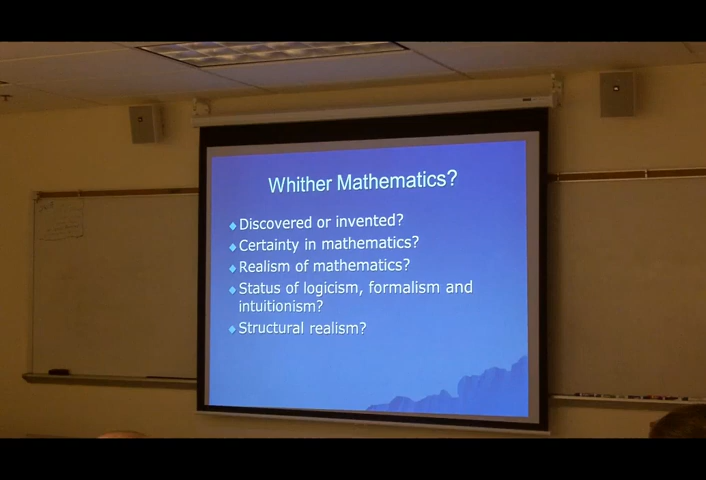 Whither Mathematics?
Discovered or invented?
Certainty in mathematics?
Realism of mathematics?
Status of logicism, formalism and
intuitionism?
Structural realism?